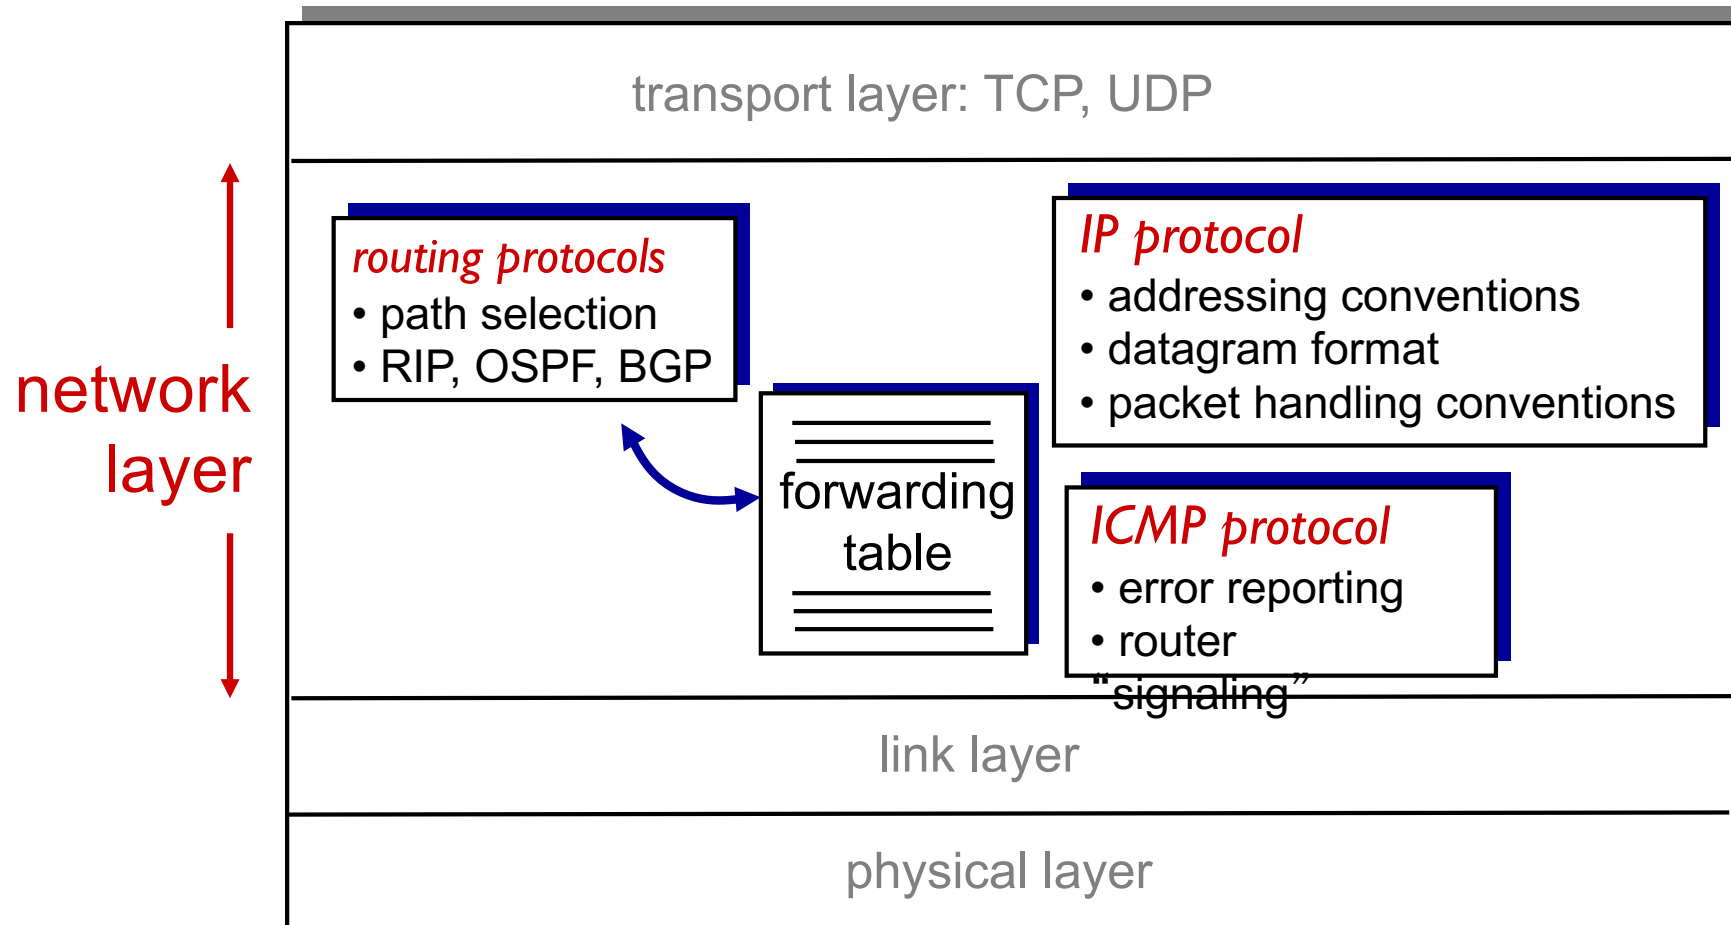 transport layer: TCP, UDP
network
layer
routing protocols
• path selection
• RIP, OSPF, BGP
forwarding
table
IP protocol
• addressing conventions
• datagram format
• packet handling conventions
ICMP protocol
• error reporting
• router
“signaling”
link layer
physical layer